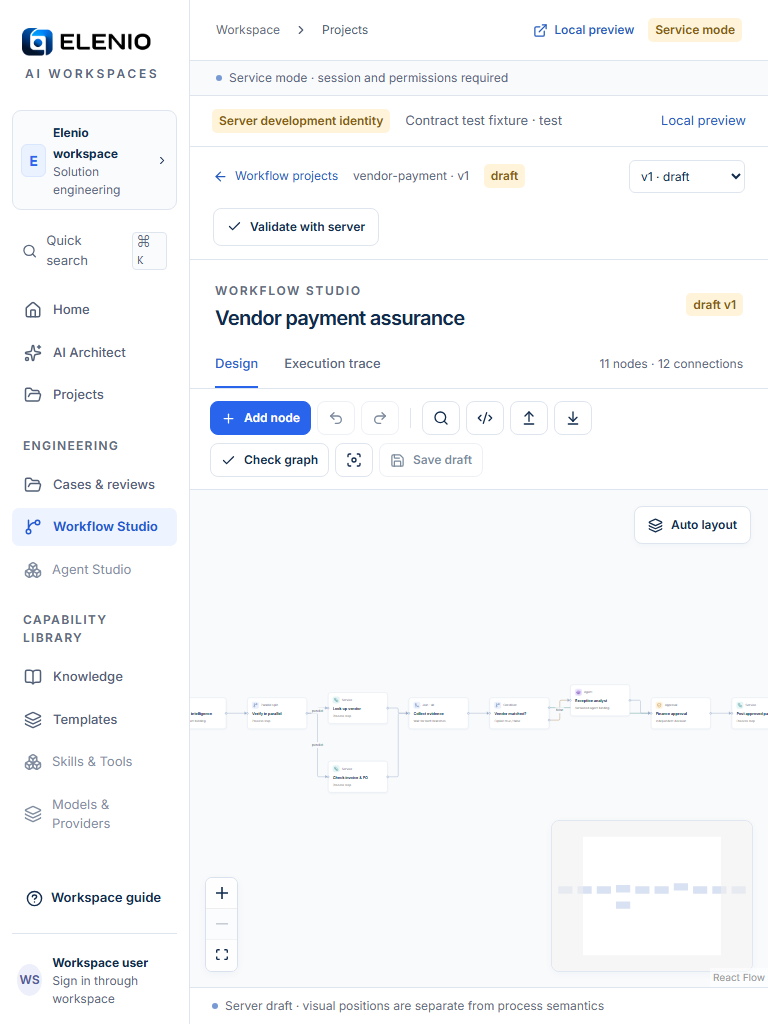 ELENIO
AI WORKSPACES
Elenio
workspace
Solution
engineering
E
Quick
search
⌘
K
Home
AI Architect
Projects
ENGINEERING
Cases & reviews
Workflow Studio
Agent Studio
CAPABILITY
LIBRARY
Knowledge
Templates
Skills & Tools
Models &
Providers
Workspace guide
WS
Workspace user
Sign in through
workspace
Workspace > Projects
Local preview
Service mode
Service mode · session and permissions required
Server development identity
Contract test fixture · test
Local preview
Workflow projects
vendor-payment · v1
draft
v1 · draft
Validate with server
WORKFLOW STUDIO
Vendor payment assurance
draft v1
Design
Execution trace
11 nodes · 12 connections
Add node
Check graph
Save draft
Auto layout
Verify in parallel
Look up vendor
Check invoice & PO
Collect evidence
Vendor matched?
Exception analyst
Finance approval
React Flow
Server draft · visual positions are separate from process semantics